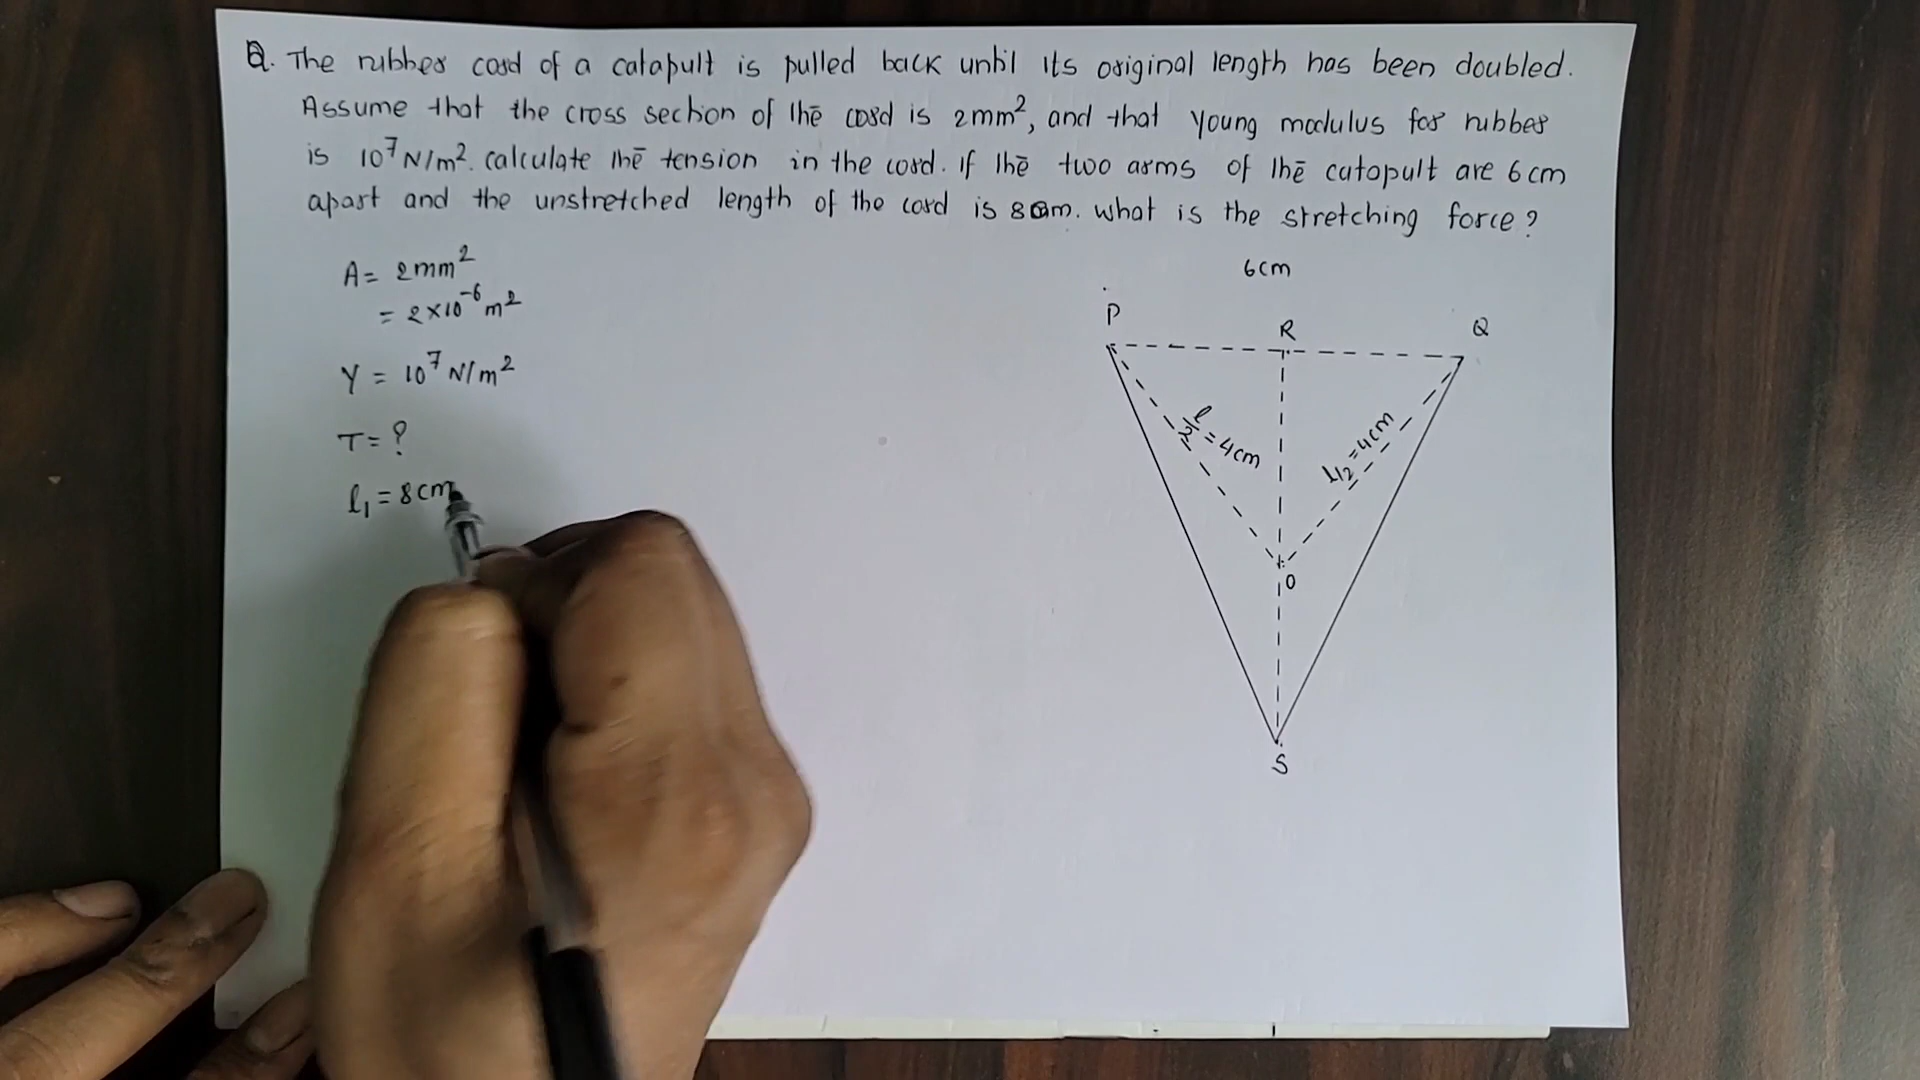 Q. The rubber cord of a catapult is pulled back until its original length has been doubled.
Assume that the cross section of the cord is 2mm², and that young modulus for rubber
is 10⁷ N/m². calculate the tension in the cord. If the two arms of the catapult are 6cm
apart and the unstretched length of the cord is 8cm. what is the stretching force?
A = 2mm²
= 2×10⁻⁶ m²
Y = 10⁷ N/m²
T = ?
l₁ = 8cm
6cm
P
R
Q
l/2 = 4cm
l/2 = 4cm
O
S